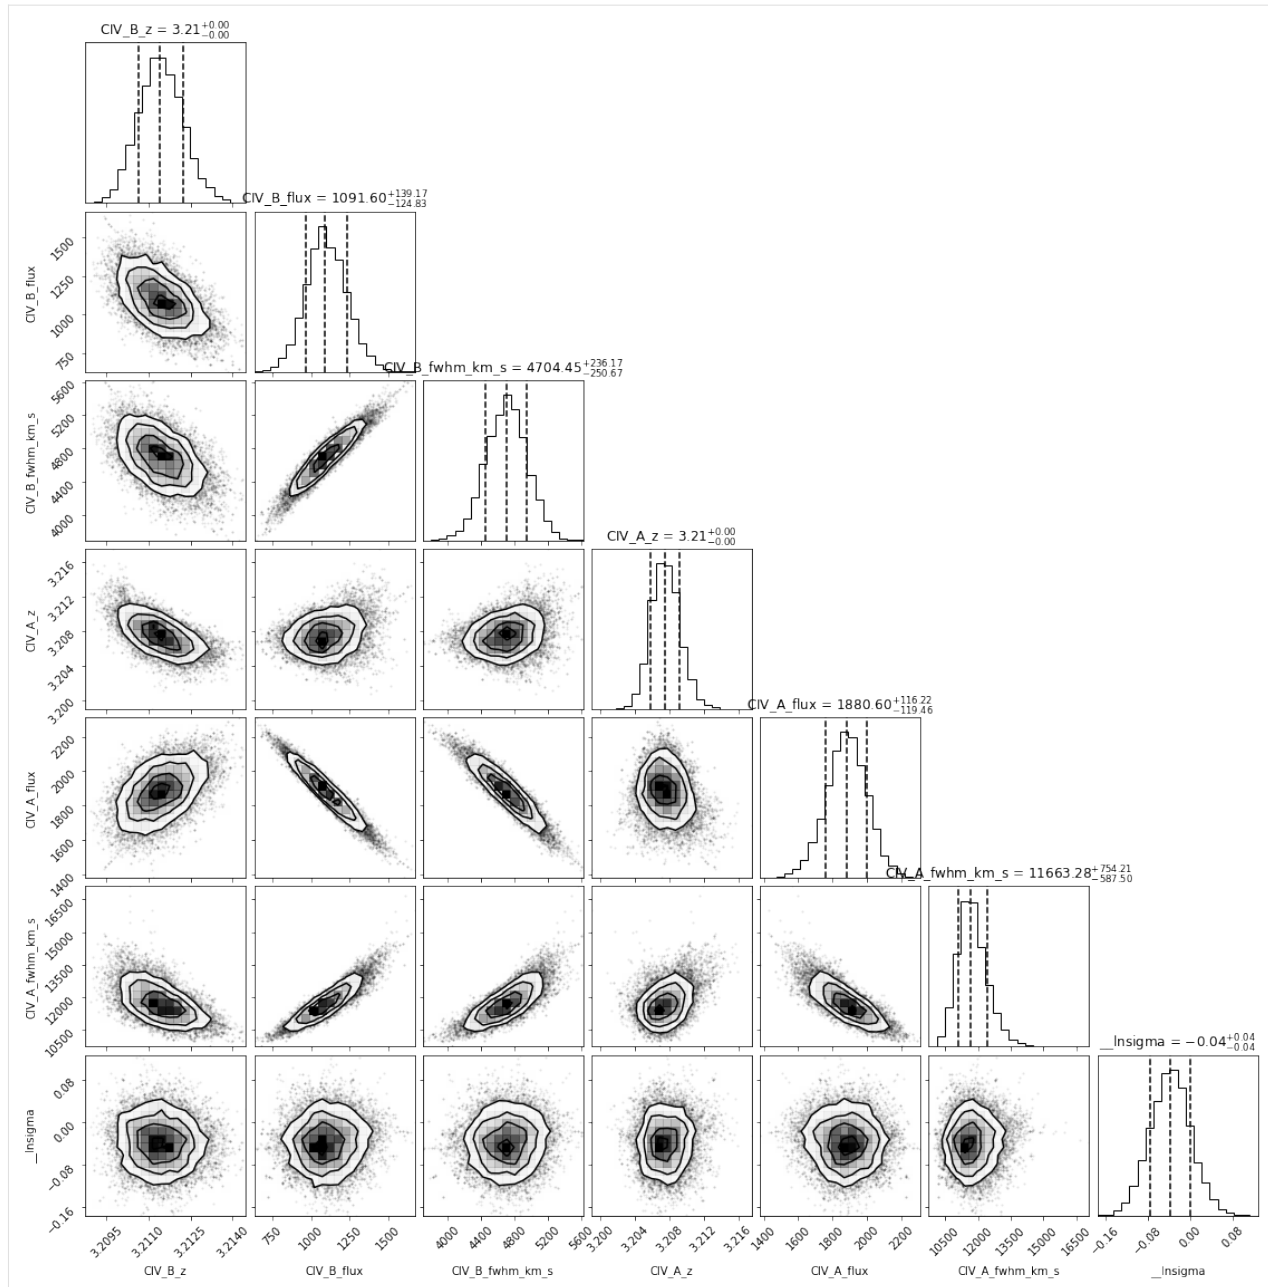 CIV_B_z = 3.21+0.00 −0.00
CIV_B_flux = 1091.60+139.17 −124.83
CIV_B_flux
1500
1250
1000
750
CIV_B_fwhm_km_s = 4704.45+236.17 −250.67
CIV_B_fwhm_km_s
5600
5200
4800
4400
4000
CIV_A_z = 3.21+0.00 −0.00
CIV_A_z
3.216
3.212
3.208
3.204
3.200
CIV_A_flux = 1880.60+116.22 −119.46
CIV_A_flux
2200
2000
1800
1600
1400
CIV_A_fwhm_km_s = 11663.28+754.21 −587.50
CIV_A_fwhm_km_s
16500
15000
13500
12000
10500
__lnsigma = −0.04+0.04 −0.04
__lnsigma
0.08
0.00
−0.08
−0.16
3.2095 3.2110 3.2125 3.2140 750 1000 1250 1500 4000 4400 4800 5200 5600 3.200 3.204 3.208 3.212 3.216 1400 1600 1800 2000 2200 10500 12000 13500 15000 16500 −0.16 −0.08 0.00 0.08
CIV_B_z CIV_B_flux CIV_B_fwhm_km_s CIV_A_z CIV_A_flux CIV_A_fwhm_km_s __lnsigma